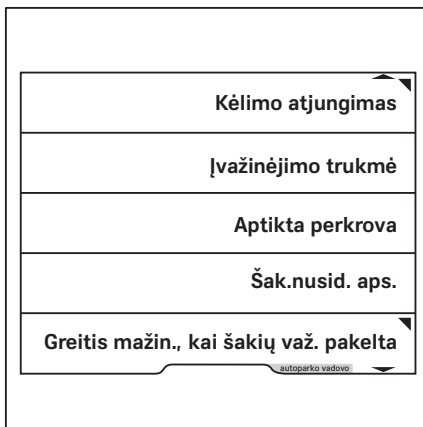 Kėlimo atjungimas
Įvažinėjimo trukmė
Aptikta perkrova
Šak.nusid. aps.
Greitis mažin., kai šakių važ. pakelta
autoparko vadovo